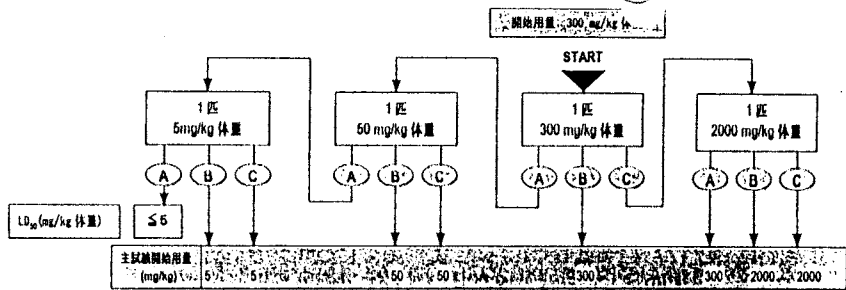 開始用量: 300 mg/kg 体
START
1 匹
5mg/kg 体重
1 匹
50 mg/kg 体重
1 匹
300 mg/kg 体重
1 匹
2000 mg/kg 体重
A B C A B C A B C A B C
LD₅₀(mg/kg 体重) ≦5
主試験開始用量
(mg/kg) 5 5 50 50 300 300 2000 2000